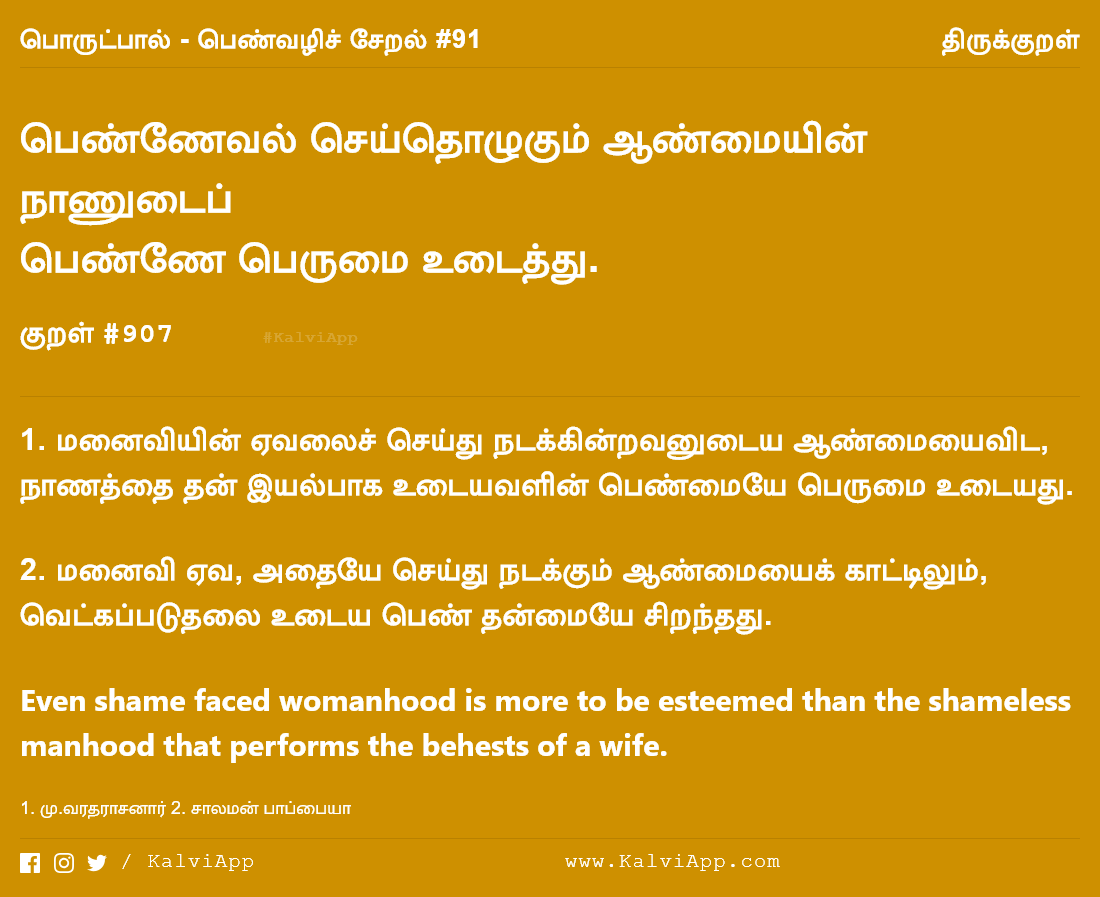 பொருட்பால் - பெண்வழிச் சேறல் #91 திருக்குறள்
பெண்ணேவல் செய்தொழுகும் ஆண்மையின்
நாணுடைப்
பெண்ணே பெருமை உடைத்து.
குறள் #907 #KalviApp
1. மனைவியின் ஏவலைச் செய்து நடக்கின்றவனுடைய ஆண்மையைவிட,
நாணத்தை தன் இயல்பாக உடையவளின் பெண்மையே பெருமை உடையது.
2. மனைவி ஏவ, அதையே செய்து நடக்கும் ஆண்மையைக் காட்டிலும்,
வெட்கப்படுதலை உடைய பெண் தன்மையே சிறந்தது.
Even shame faced womanhood is more to be esteemed than the shameless
manhood that performs the behests of a wife.
1. மு.வரதராசனார் 2. சாலமன் பாப்பையா
/ KalviApp www.KalviApp.com